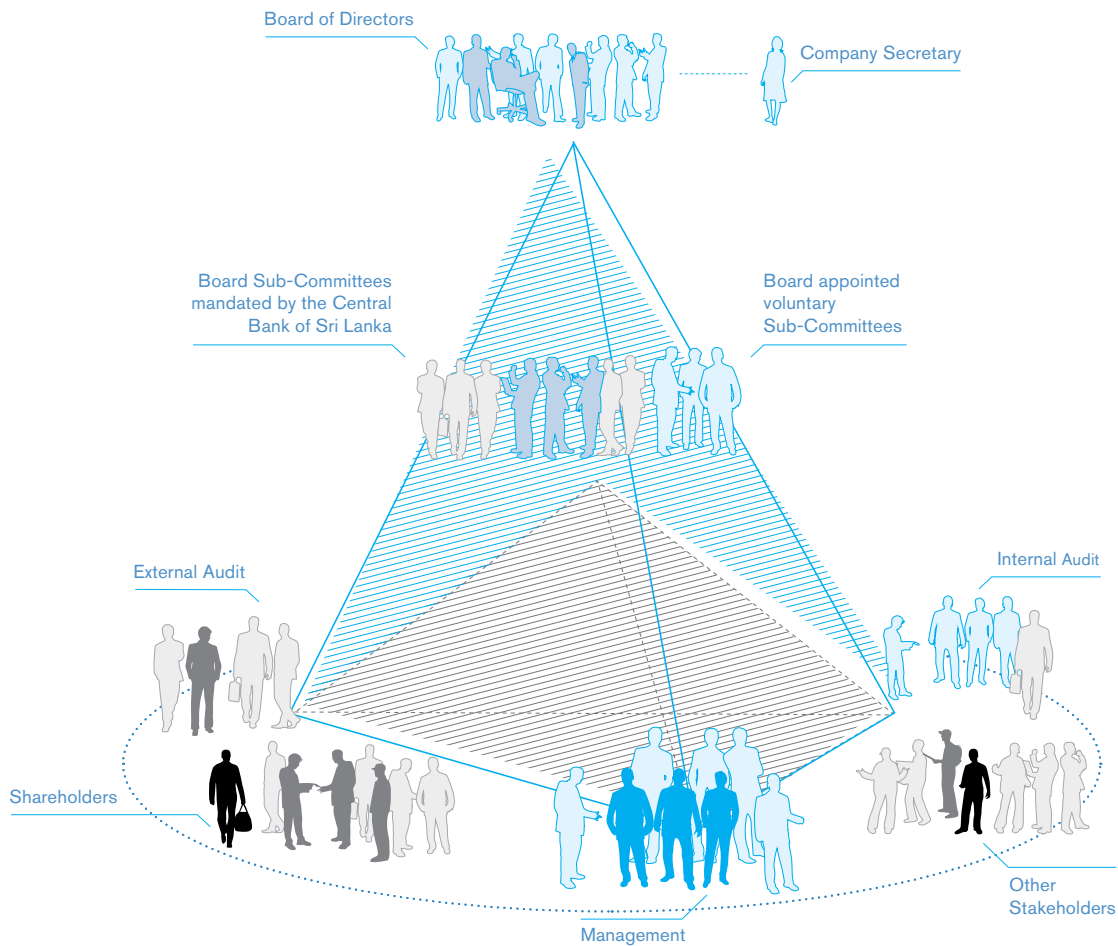 Board of Directors
Company Secretary
Board Sub-Committees
mandated by the Central
Bank of Sri Lanka
Board appointed
voluntary
Sub-Committees
External Audit
Internal Audit
Shareholders
Other
Stakeholders
Management